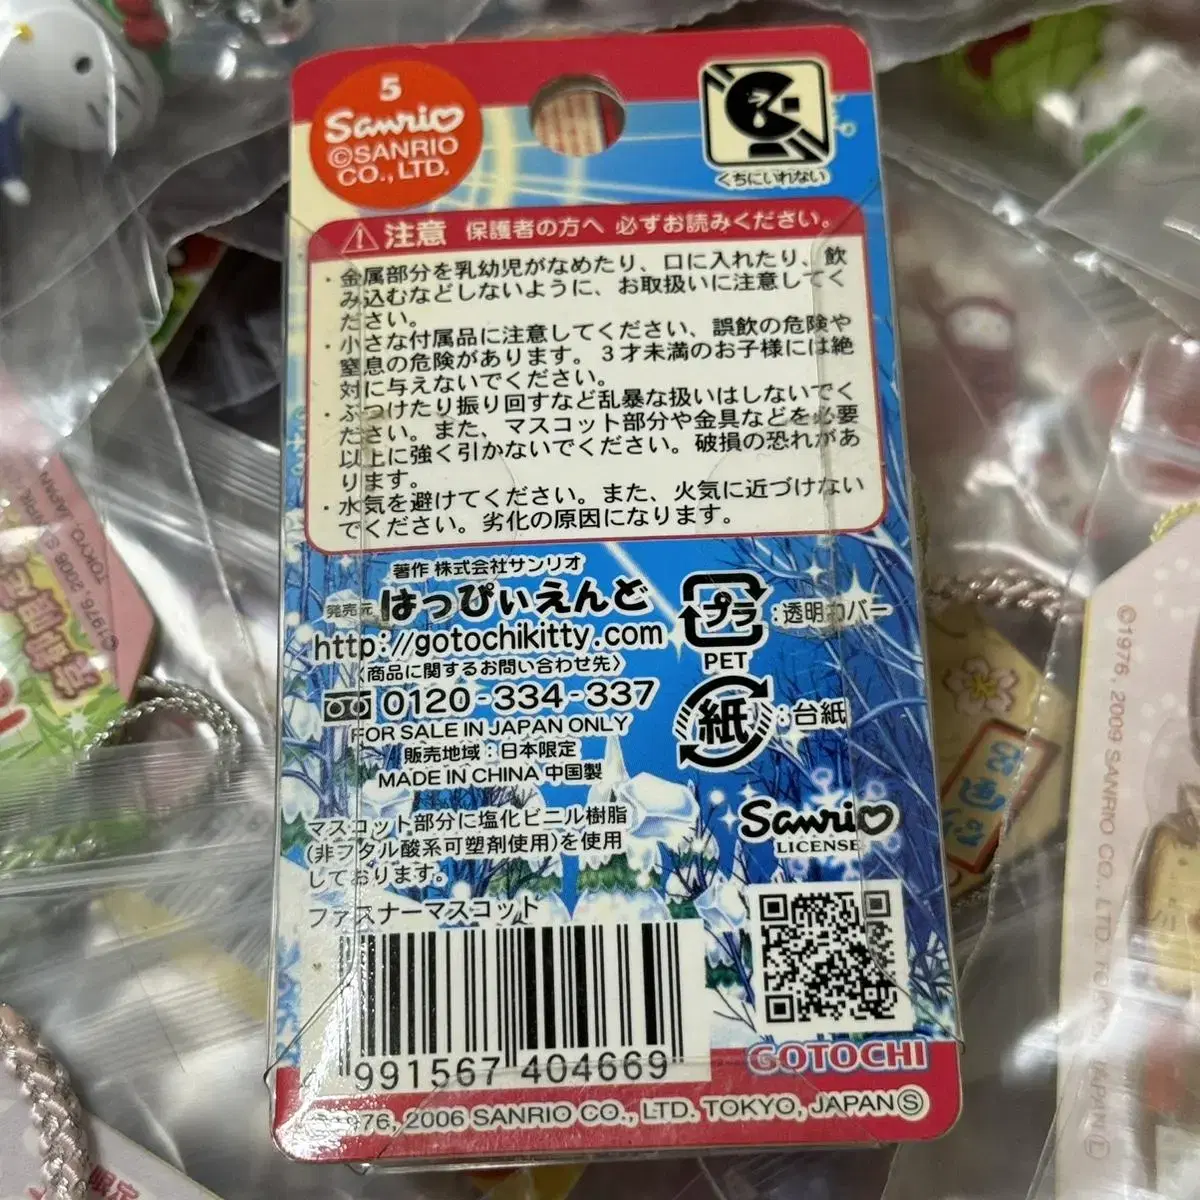 5
Sanrio
©SANRIO
CO., LTD.
くちにいれない
注意 保護者の方へ 必ずお読みください。
・金属部分を乳幼児がなめたり、口に入れたり、飲
み込むなどしないように、お取扱いに注意してく
ださい。
・小さな付属品に注意してください、誤飲の危険や
窒息の危険があります。3才未満のお子様には絶
対に与えないでください。
・ぶつけたり振り回すなど乱暴な扱いはしないでく
ださい。また、マスコット部分や金具などを必要
以上に強く引かないでください。破損の恐れがあ
ります。
・水気を避けてください。また、火気に近づけない
でください。劣化の原因になります。
著作 株式会社サンリオ
発売元 はっぴぃえんど
http://gotochikitty.com
〈商品に関するお問い合わせ先〉
0120-334-337
FOR SALE IN JAPAN ONLY
販売地域：日本限定
MADE IN CHINA 中国製
プラ：透明カバー
PET
紙：台紙
マスコット部分に塩化ビニル樹脂
(非フタル酸系可塑剤使用)を使用
しております。
Sanrio
LICENSE
ファスナーマスコット
991567 404669
GOTOCHI
©1976, 2006 SANRIO CO., LTD. TOKYO, JAPAN Ⓢ
©1976, 2009 SANRIO CO., LTD. TO
APAN Ⓛ
TOKYO, JAPAN
©1976, 2008 S
限定